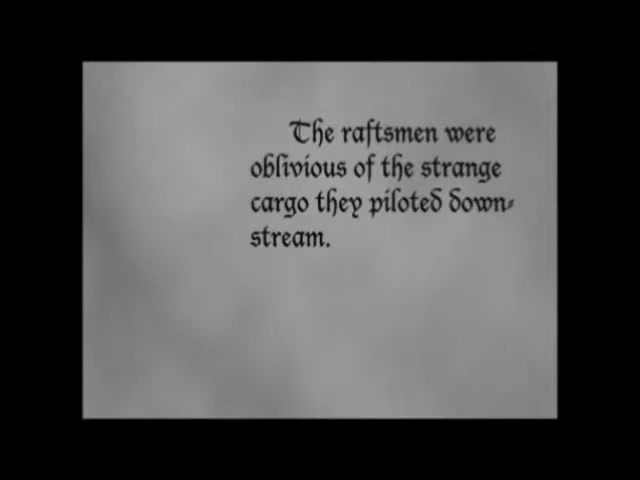 The raftsmen were
oblivious of the strange
cargo they piloted down-
stream.